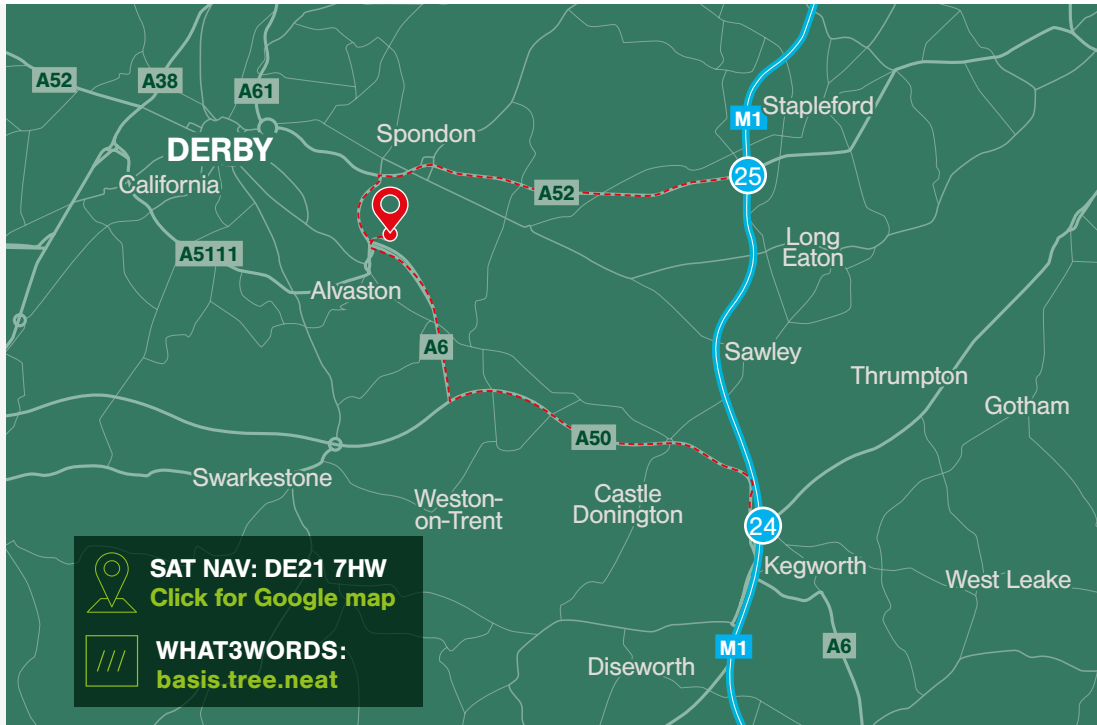 A52
A38
A61
Stapleford
M1
Spondon
DERBY
California
25
A52
A5111
Long
Eaton
Alvaston
A6
Sawley
Thrumpton
Gotham
A50
Swarkestone
Weston-
on-Trent
Castle
Donington
24
Kegworth
West Leake
SAT NAV: DE21 7HW
Click for Google map
WHAT3WORDS:
basis.tree.neat
///
M1
A6
Diseworth